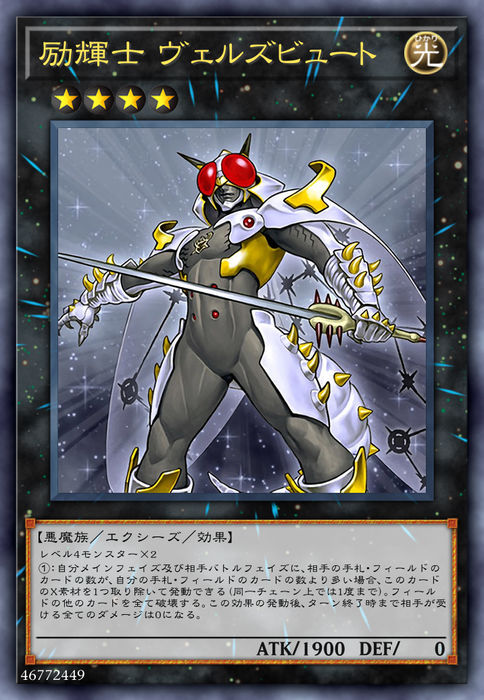 励輝士 ヴェルズビュート
ひかり
光
【悪魔族／エクシーズ／効果】
レベル4モンスター×2
①：自分メインフェイズ及び相手バトルフェイズに、相手の手札・フィールドの
カードの数が、自分の手札・フィールドのカードの数より多い場合、このカード
のX素材を1つ取り除いて発動できる（同一チェーン上では1度まで）。フィール
ドの他のカードを全て破壊する。この効果の発動後、ターン終了時まで相手が受
ける全てのダメージは0になる。
ATK/1900 DEF/ 0
46772449